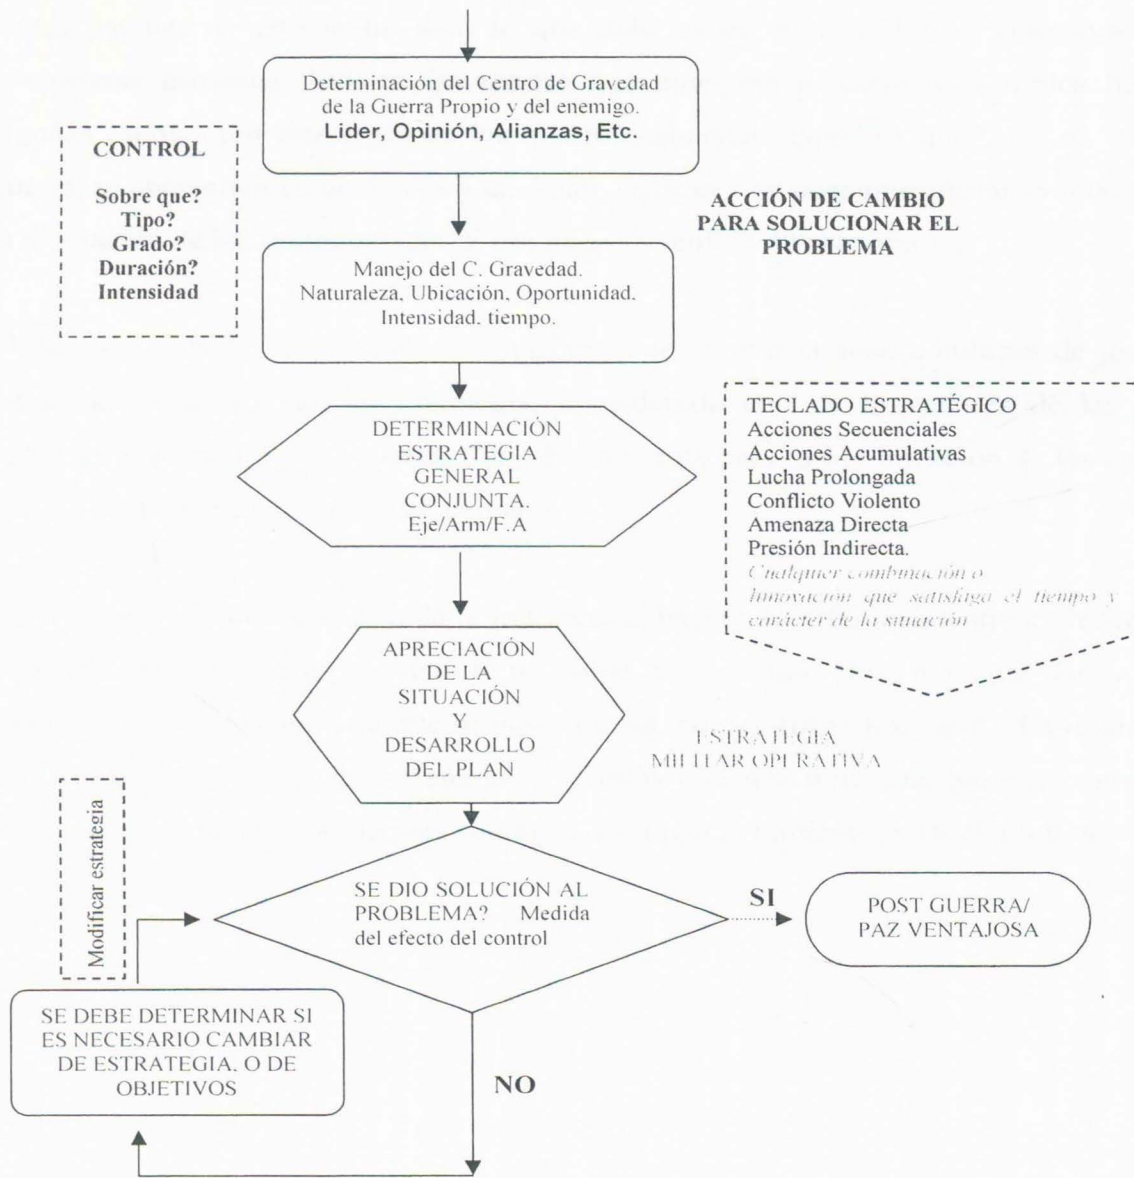 Determinación del Centro de Gravedad
de la Guerra Propio y del enemigo.
Lider, Opinión, Alianzas, Etc.
CONTROL
Sobre que?
Tipo?
Grado?
Duración?
Intensidad
ACCIÓN DE CAMBIO
PARA SOLUCIONAR EL
PROBLEMA
Manejo del C. Gravedad.
Naturaleza, Ubicación, Oportunidad.
Intensidad. tiempo.
DETERMINACIÓN
ESTRATEGIA
GENERAL
CONJUNTA.
Eje/Arm/F.A
TECLADO ESTRATÉGICO
Acciones Secuenciales
Acciones Acumulativas
Lucha Prolongada
Conflicto Violento
Amenaza Directa
Presión Indirecta.
Cualquier combinación o
Innovación que satisfaga el tiempo y
carácter de la situación
APRECIACIÓN
DE LA
SITUACIÓN
Y
DESARROLLO
DEL PLAN
ESTRATEGIA
MILITAR OPERATIVA
Modificar estrategia
SE DIO SOLUCIÓN AL
PROBLEMA? Medida
del efecto del control
SI
POST GUERRA/
PAZ VENTAJOSA
SE DEBE DETERMINAR SI
ES NECESARIO CAMBIAR
DE ESTRATEGIA. O DE
OBJETIVOS
NO